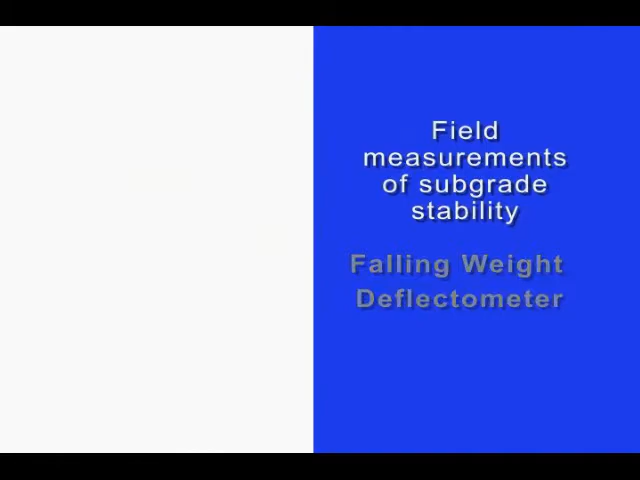 Field
measurements
of subgrade
stability
Falling Weight
Deflectometer